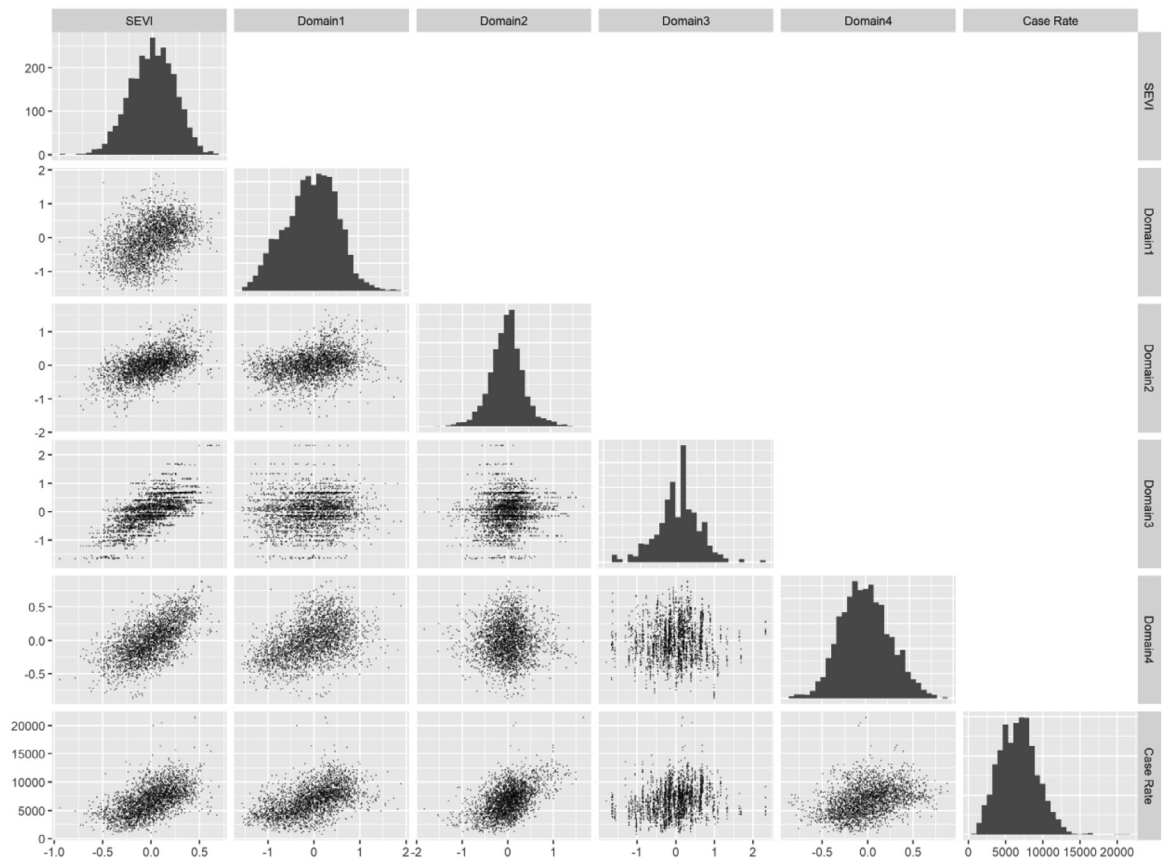 SEVI Domain1 Domain2 Domain3 Domain4 Case Rate
200
100
0
SEVI
2
1
0
-1
Domain1
1
0
-1
-2
Domain2
2
1
0
-1
Domain3
0.5
0.0
-0.5
Domain4
20000
15000
10000
5000
0
Case Rate
-1.0 -0.5 0.0 0.5 -1 0 1 2 -2 -1 0 1 -1 0 1 2 -0.5 0.0 0.5 0 5000 10000 15000 20000